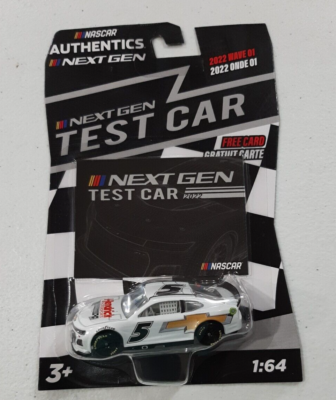 NASCAR
AUTHENTICS
NEXT GEN
2022 WAVE 01
2022 ONDE 01
NEXT GEN
TEST CAR
FREE CARD
GRATUIT CARTE
NEXT GEN
TEST CAR
NASCAR
5
3+
1:64